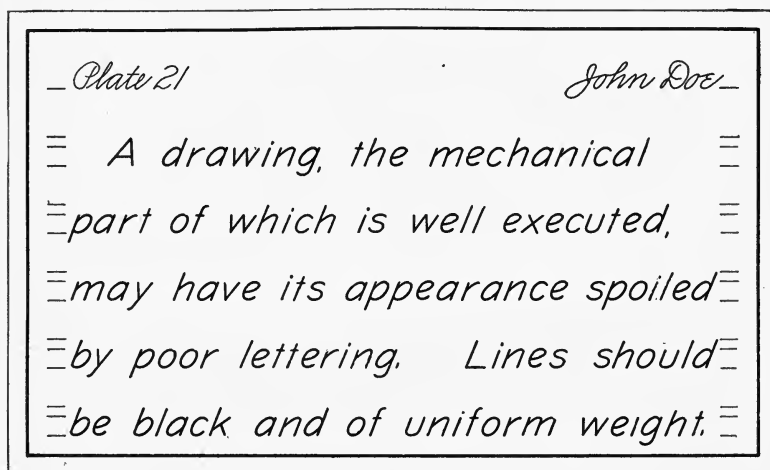 Plate 21 John Doe
A drawing, the mechanical
part of which is well executed,
may have its appearance spoiled
by poor lettering. Lines should
be black and of uniform weight.